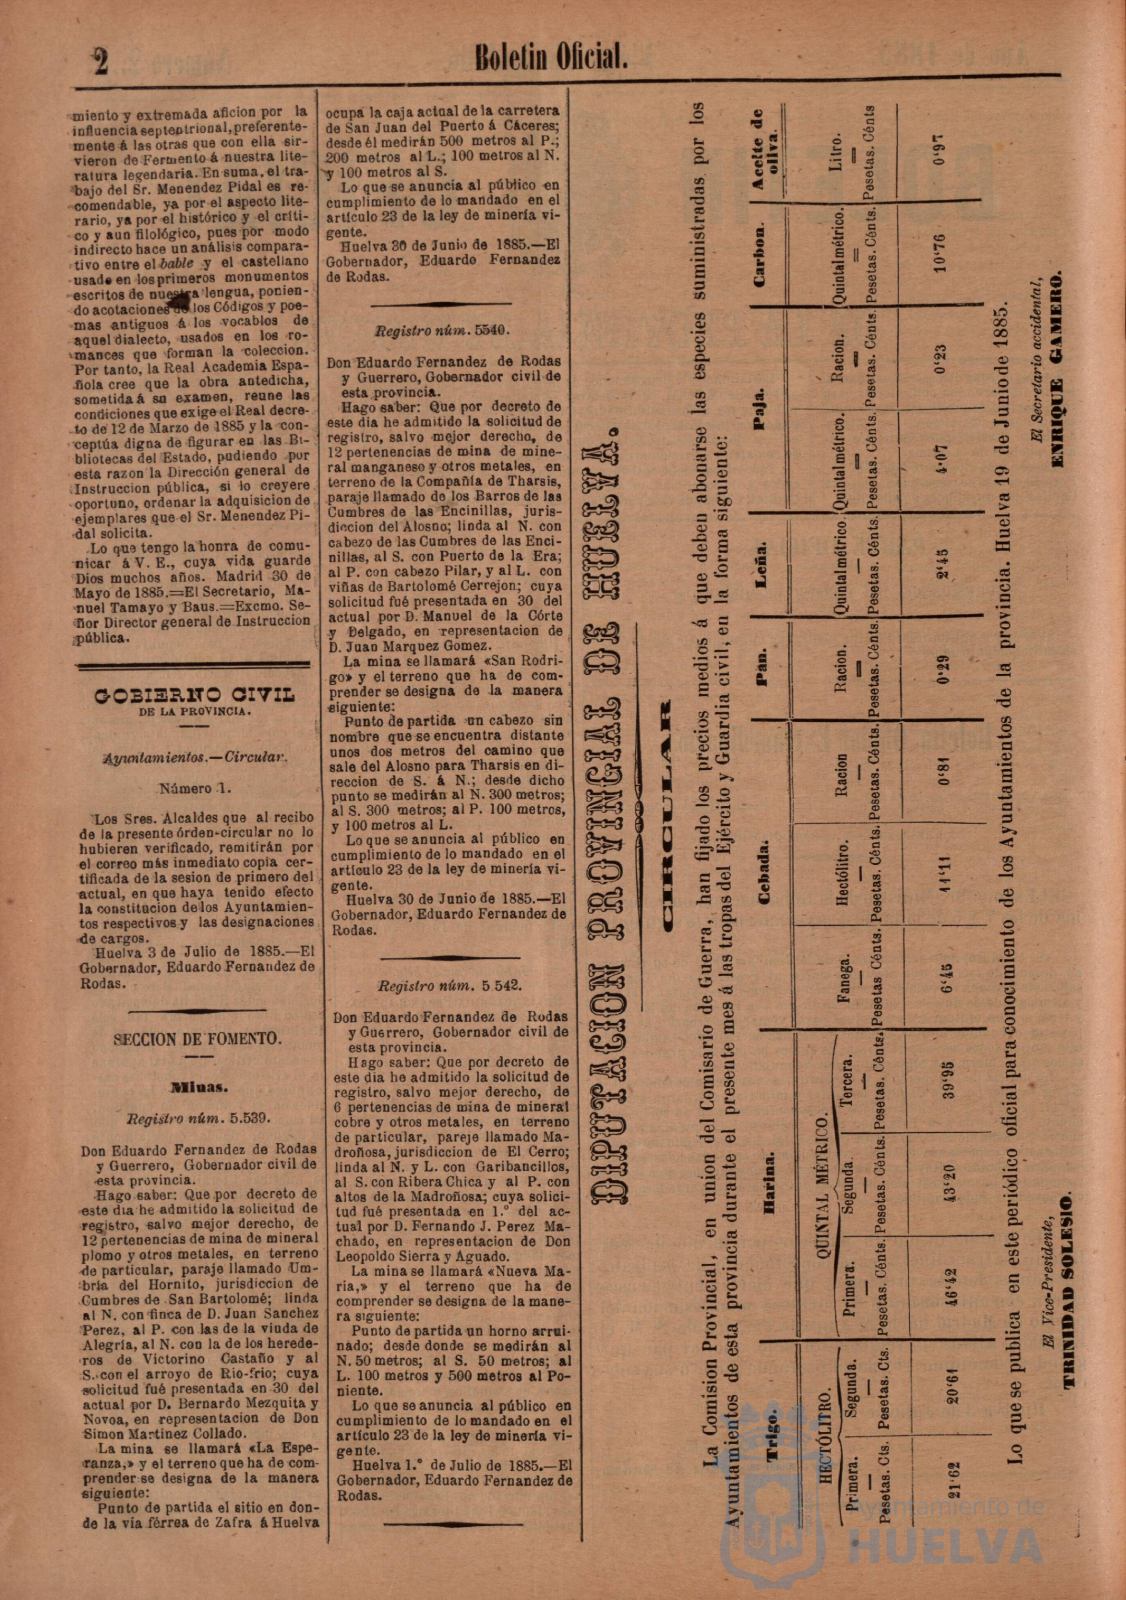 2
Boletin Oficial.
miento y extremada aficion por la
influencia septentrional, preferente-
mente á las otras que con ella sir-
vieron de Fermento á nuestra lite-
ratura legendaria. En suma, el tra-
bajo del Sr. Menendez Pidal es re-
comendable, ya por el aspecto lite-
rario, ya por el histórico y el críti-
co y aun filológico, pues por modo
indirecto hace un análisis compara-
tivo entre el bable y el castellano
usado en los primeros monumentos
escritos de nuestra lengua, ponien-
do acotaciones de los Códigos y poe-
mas antiguos á los vocablos de
aquel dialecto, usados en los ro-
mances que forman la coleccion.
Por tanto, la Real Academia Espa-
ñola cree que la obra antedicha,
sometida á su examen, reune las
condiciones que exige el Real decre-
to de 12 de Marzo de 1885 y la con-
ceptúa digna de figurar en las Bi-
bliotecas del Estado, pudiendo por
esta razon la Dirección general de
Instruccion pública, si lo creyere
oportuno, ordenar la adquisicion de
ejemplares que el Sr. Menendez Pi-
dal solicita.
Lo que tengo la honra de comu-
nicar á V. E., cuya vida guarde
Dios muchos años. Madrid 30 de
Mayo de 1885.=El Secretario, Ma-
nuel Tamayo y Baus.=Excmo. Se-
ñor Director general de Instruccion
pública.
GOBIERNO CIVIL
DE LA PROVINCIA.
Ayuntamientos.—Circular.
Número 1.
Los Sres. Alcaldes que al recibo
de la presente órden-circular no lo
hubieren verificado, remitirán por
el correo más inmediato copia cer-
tificada de la sesion de primero del
actual, en que haya tenido efecto
la constitucion de los Ayuntamien-
tos respectivos y las designaciones
de cargos.
Huelva 3 de Julio de 1885.—El
Gobernador, Eduardo Fernandez de
Rodas.
SECCION DE FOMENTO.
Minas.
Registro núm. 5.539.
Don Eduardo Fernandez de Rodas
y Guerrero, Gobernador civil de
esta provincia.
Hago saber: Que por decreto de
este dia he admitido la solicitud de
registro, salvo mejor derecho, de
12 pertenencias de mina de mineral
plomo y otros metales, en terreno
de particular, paraje llamado Um-
bría del Hornito, jurisdiccion de
Cumbres de San Bartolomé; linda
al N. con finca de D. Juan Sanchez
Perez, al P. con las de la viuda de
Alegría, al N. con la de los herede-
ros de Victorino Castaño y al
S. con el arroyo de Rio-frio; cuya
solicitud fué presentada en 30 del
actual por D. Bernardo Mezquita y
Novoa, en representacion de Don
Simon Martinez Collado.
La mina se llamará «La Espe-
ranza,» y el terreno que ha de com-
prender se designa de la manera
siguiente:
Punto de partida el sitio en don-
de la vía férrea de Zafra á Huelva
ocupa la caja actual de la carretera
de San Juan del Puerto á Cáceres;
desde él medirán 500 metros al P.;
200 metros al L.; 100 metros al N.
y 100 metros al S.
Lo que se anuncia al público en
cumplimiento de lo mandado en el
artículo 23 de la ley de minería vi-
gente.
Huelva 30 de Junio de 1885.—El
Gobernador, Eduardo Fernandez
de Rodas.
Registro núm. 5540.
Don Eduardo Fernandez de Rodas
y Guerrero, Gobernador civil de
esta provincia.
Hago saber: Que por decreto de
este dia he admitido la solicitud de
registro, salvo mejor derecho, de
12 pertenencias de mina de mine-
ral manganeso y otros metales, en
terreno de la Compañía de Tharsis,
paraje llamado de los Barros de las
Cumbres de las Encinillas, juris-
diccion del Alosno; linda al N. con
cabezo de las Cumbres de las Enci-
nillas, al S. con Puerto de la Era;
al P. con cabezo Pilar, y al L. con
viñas de Bartolomé Cerrejon; cuya
solicitud fué presentada en 30 del
actual por D. Manuel de la Córte
y Delgado, en representacion de
D. Juan Marquez Gomez.
La mina se llamará «San Rodri-
go» y el terreno que ha de com-
prender se designa de la manera
siguiente:
Punto de partida un cabezo sin
nombre que se encuentra distante
unos dos metros del camino que
sale del Alosno para Tharsis en di-
reccion de S. á N.; desde dicho
punto se medirán al N. 300 metros;
al S. 300 metros; al P. 100 metros,
y 100 metros al L.
Lo que se anuncia al público en
cumplimiento de lo mandado en el
artículo 23 de la ley de minería vi-
gente.
Huelva 30 de Junio de 1885.—El
Gobernador, Eduardo Fernandez de
Rodas.
Registro núm. 5 542.
Don Eduardo Fernandez de Rodas
y Guerrero, Gobernador civil de
esta provincia.
Hago saber: Que por decreto de
este dia he admitido la solicitud de
registro, salvo mejor derecho, de
6 pertenencias de mina de mineral
cobre y otros metales, en terreno
de particular, pareje llamado Ma-
droñosa, jurisdiccion de El Cerro;
linda al N. y L. con Garibancillos,
al S. con Ribera Chica y al P. con
altos de la Madroñosa; cuya solici-
tud fué presentada en 1.º del ac-
tual por D. Fernando J. Perez Ma-
chado, en representacion de Don
Leopoldo Sierra y Aguado.
La mina se llamará «Nueva Ma-
ria,» y el terreno que ha de
comprender se designa de la mane-
ra siguiente:
Punto de partida un horno arrui-
nado; desde donde se medirán al
N. 50 metros; al S. 50 metros; al
L. 100 metros y 500 metros al Po-
niente.
Lo que se anuncia al público en
cumplimiento de lo mandado en el
artículo 23 de la ley de minería vi-
gente.
Huelva 1.º de Julio de 1885.—El
Gobernador, Eduardo Fernandez de
Rodas.
DIPUTACION PROVINCIAL DE HUELVA.
CIRCULAR
La Comision Provincial, en union del Comisario de Guerra, han fijado los precios medios á que deben abonarse las especies suministradas por los
Ayuntamientos de esta provincia durante el presente mes á las tropas del Ejército y Guardia civil, en la forma siguiente:
Trigo. Harina. Cebada. Pan. Leña. Paja. Carbon. Aceite de oliva.
HECTÓLITRO. QUINTAL MÉTRICO.
Primera. Segunda. Primera. Segunda. Tercera. Fanega. Hectólitro. Racion Racion. Quintal métrico. Quintal métrico. Racion. Quintal métrico. Litro.
Pesetas. Cts. Pesetas. Cts. Pesetas. Cénts. Pesetas. Cénts. Pesetas. Cénts. Pesetas Cénts. Pesetas. Cénts. Pesetas. Cénts. Pesetas. Cénts. Pesetas. Cénts. Pesetas. Cénts. Pesetas. Cénts. Pesetas. Cénts. Pesetas. Cénts
21'62 20'61 46'42 43'20 39'95 6'45 11'11 0'81 0'29 2'45 4'07 0'23 10'76 0'97
Lo que se publica en este periódico oficial para conocimiento de los Ayuntamientos de la provincia. Huelva 19 de Junio de 1885.
El Vice-Presidente,
TRINIDAD SOLESIO.
El Secretario accidental,
ENRIQUE GAMERO.
Ayuntamiento de
HUELVA